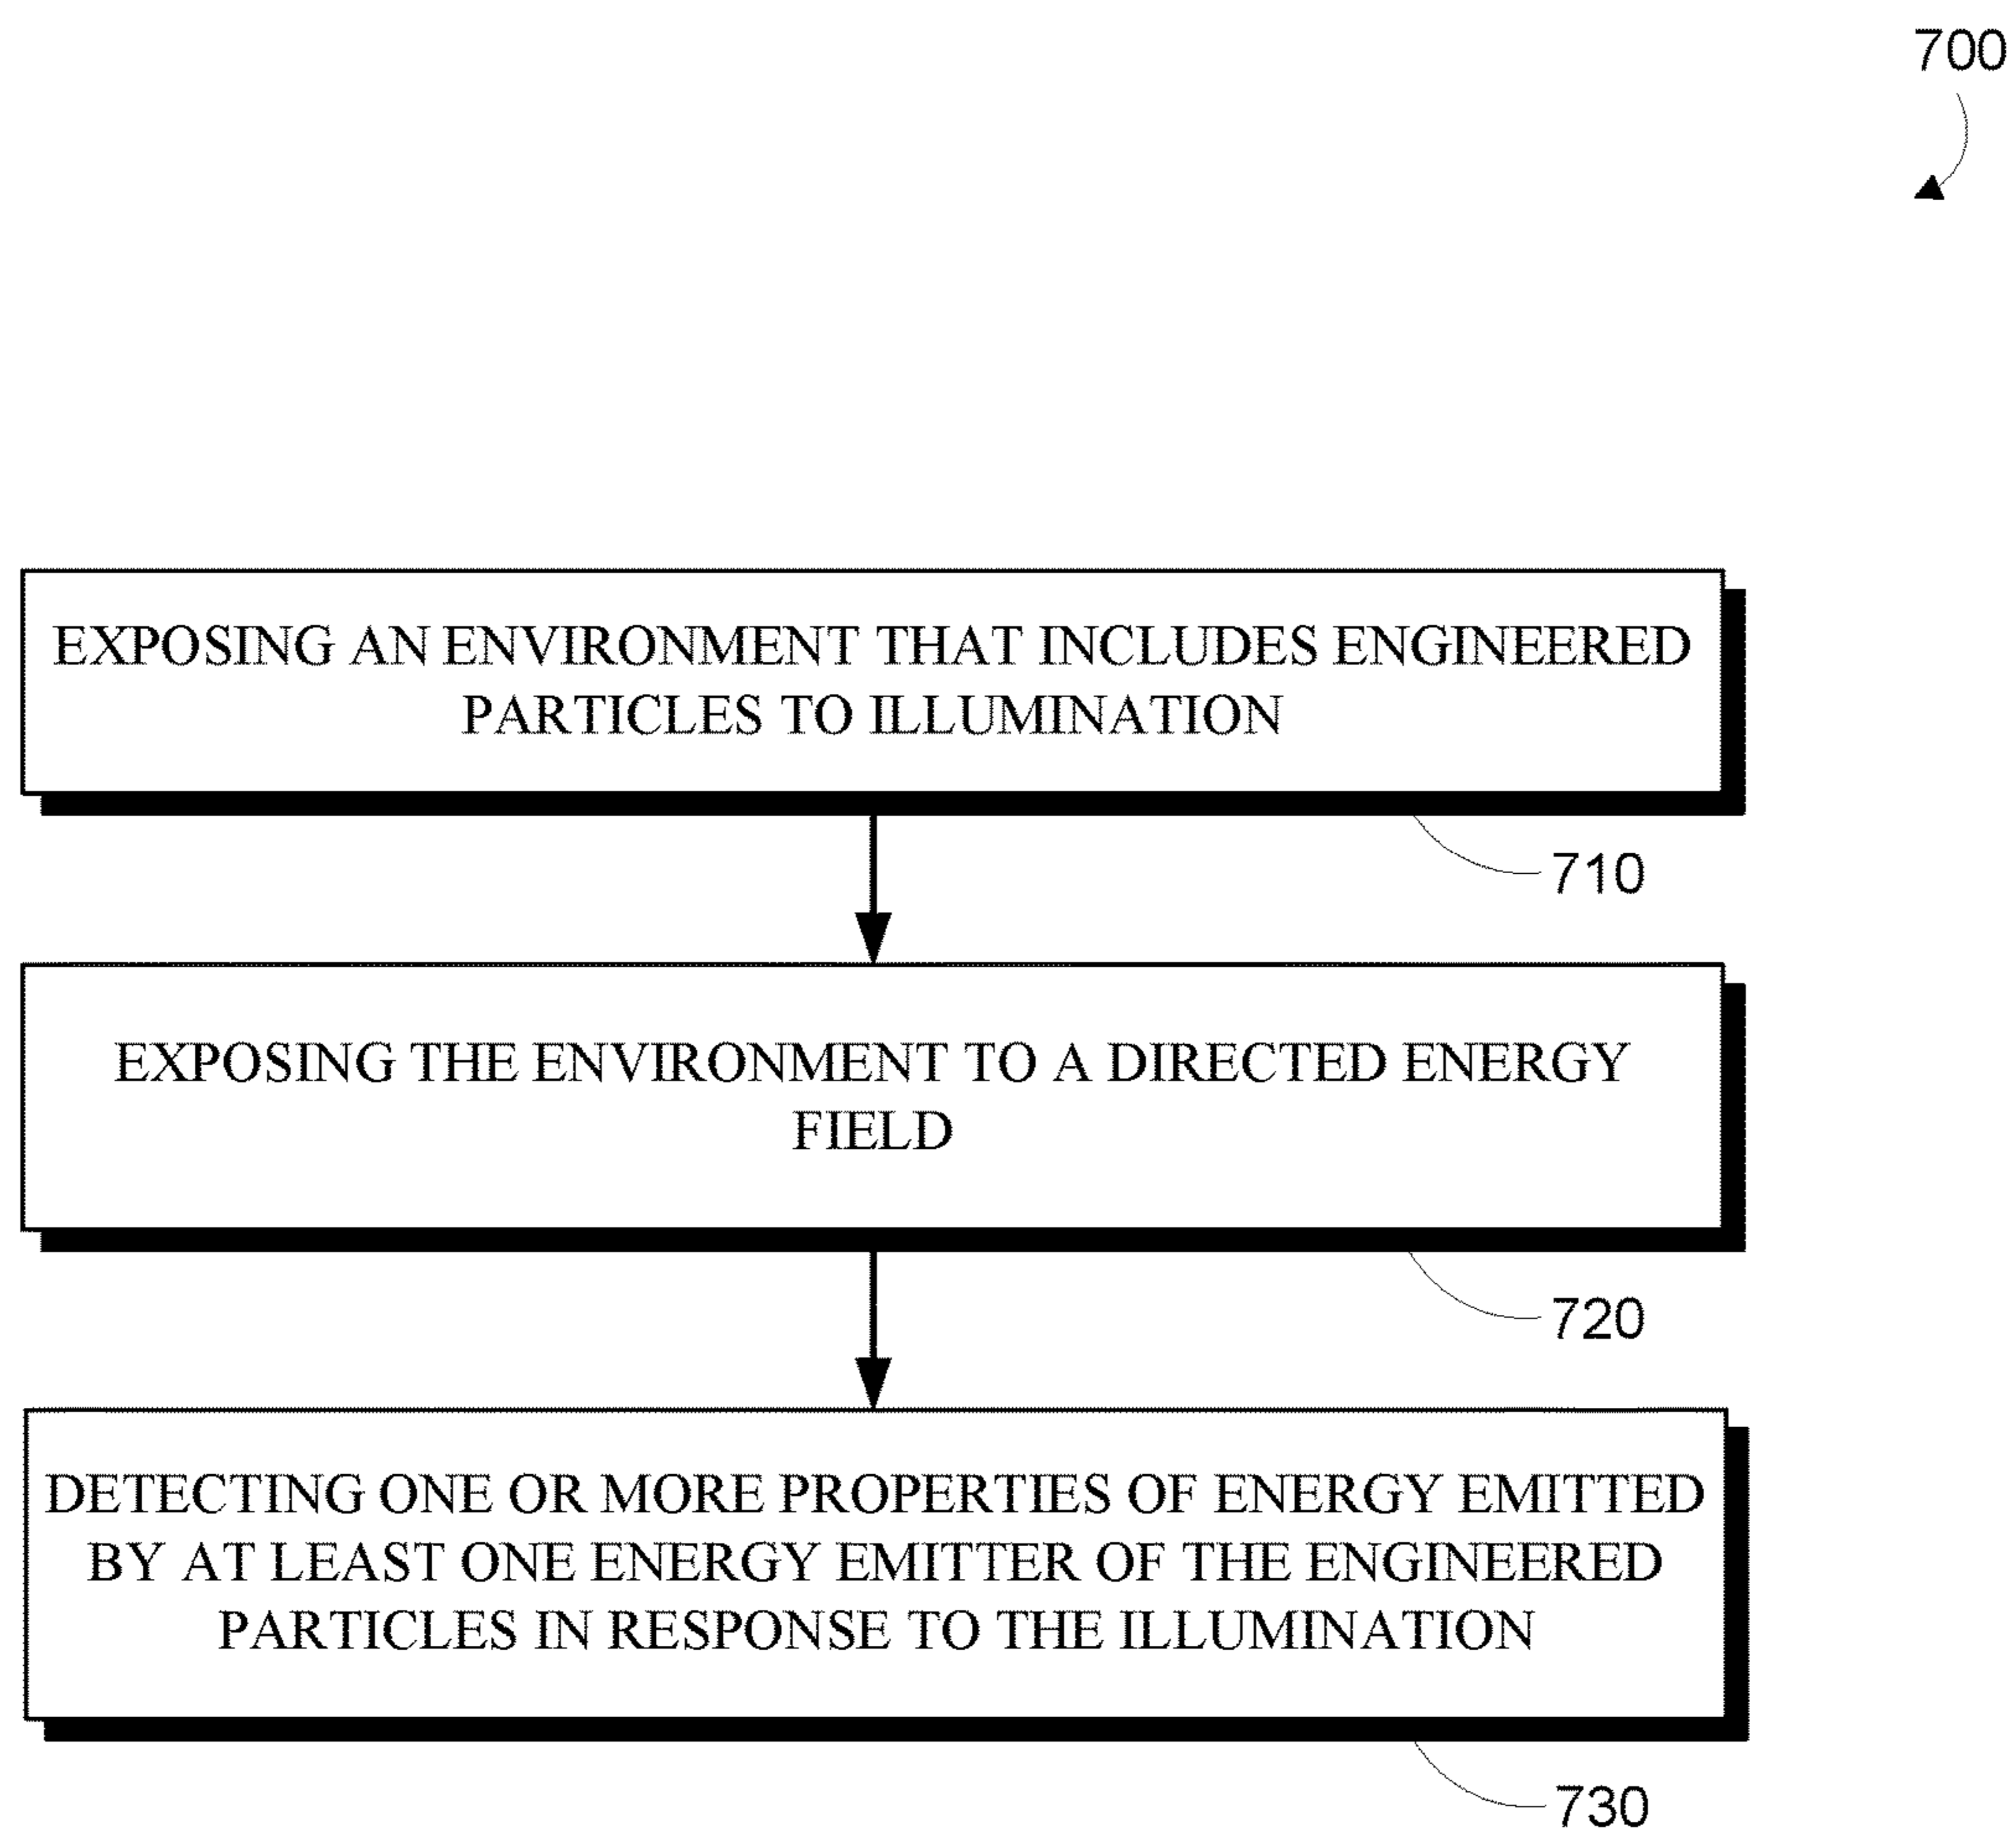 700
EXPOSING AN ENVIRONMENT THAT INCLUDES ENGINEERED
PARTICLES TO ILLUMINATION
710
EXPOSING THE ENVIRONMENT TO A DIRECTED ENERGY
FIELD
720
DETECTING ONE OR MORE PROPERTIES OF ENERGY EMITTED
BY AT LEAST ONE ENERGY EMITTER OF THE ENGINEERED
PARTICLES IN RESPONSE TO THE ILLUMINATION
730